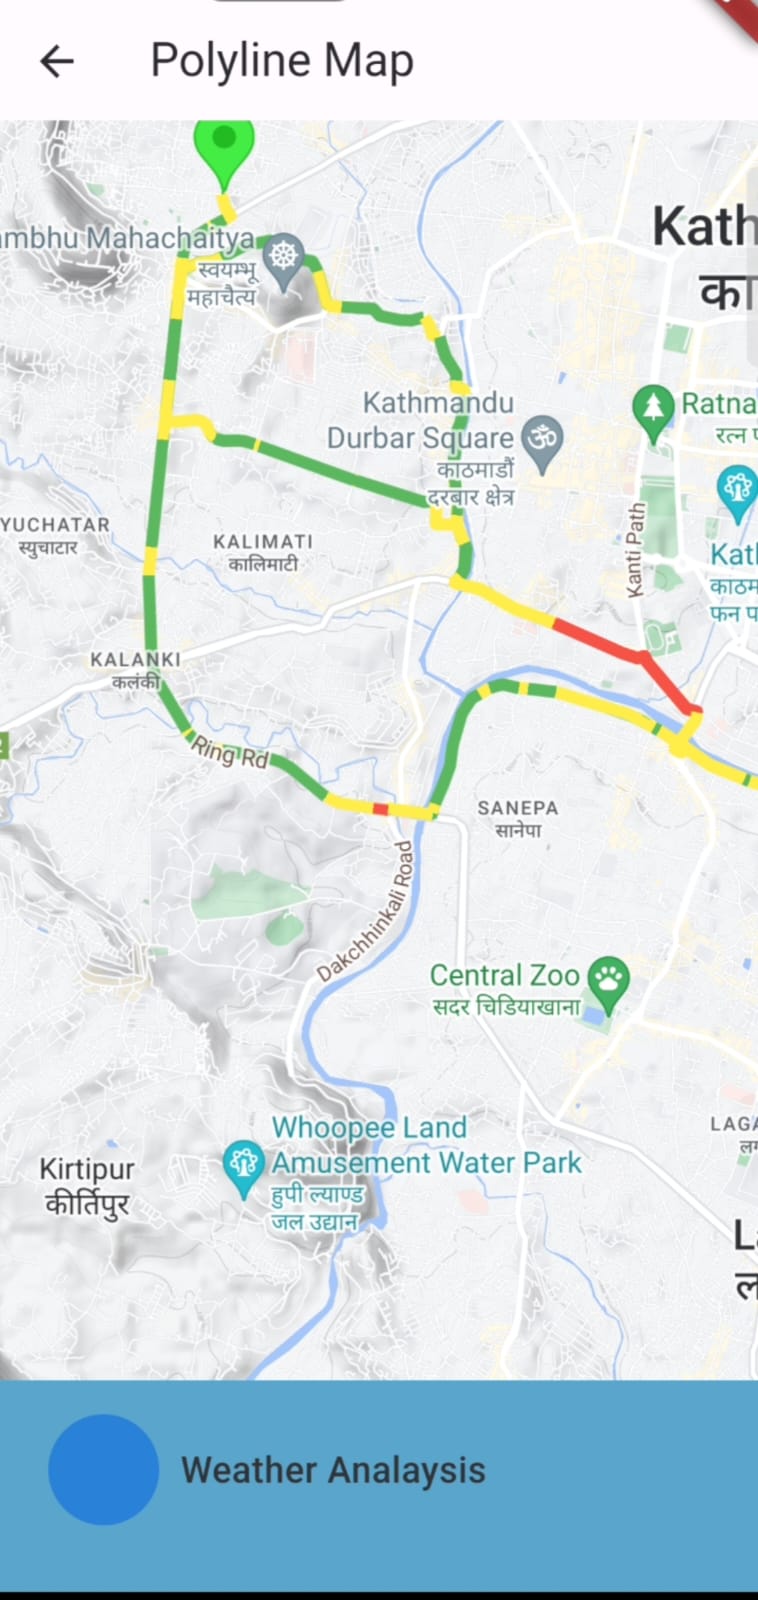 Polyline Map
Kath
का
ambhu Mahachaitya
स्वयम्भू
महाचैत्य
Kathmandu
Durbar Square
काठमाडौं
दरबार क्षेत्र
Ratna
रत्न प
YUCHATAR
स्युचाटार
KALIMATI
कालिमाटी
Kanti Path
Kath
काठम
फन प
KALANKI
कलंकी
2
Ring Rd
SANEPA
सानेपा
Dakchhinkali Road
Central Zoo
सदर चिडियाखाना
Whoopee Land
Amusement Water Park
हुपी ल्याण्ड
जल उद्यान
Kirtipur
कीर्तिपुर
LAGA
ल
La
ल
Weather Analaysis